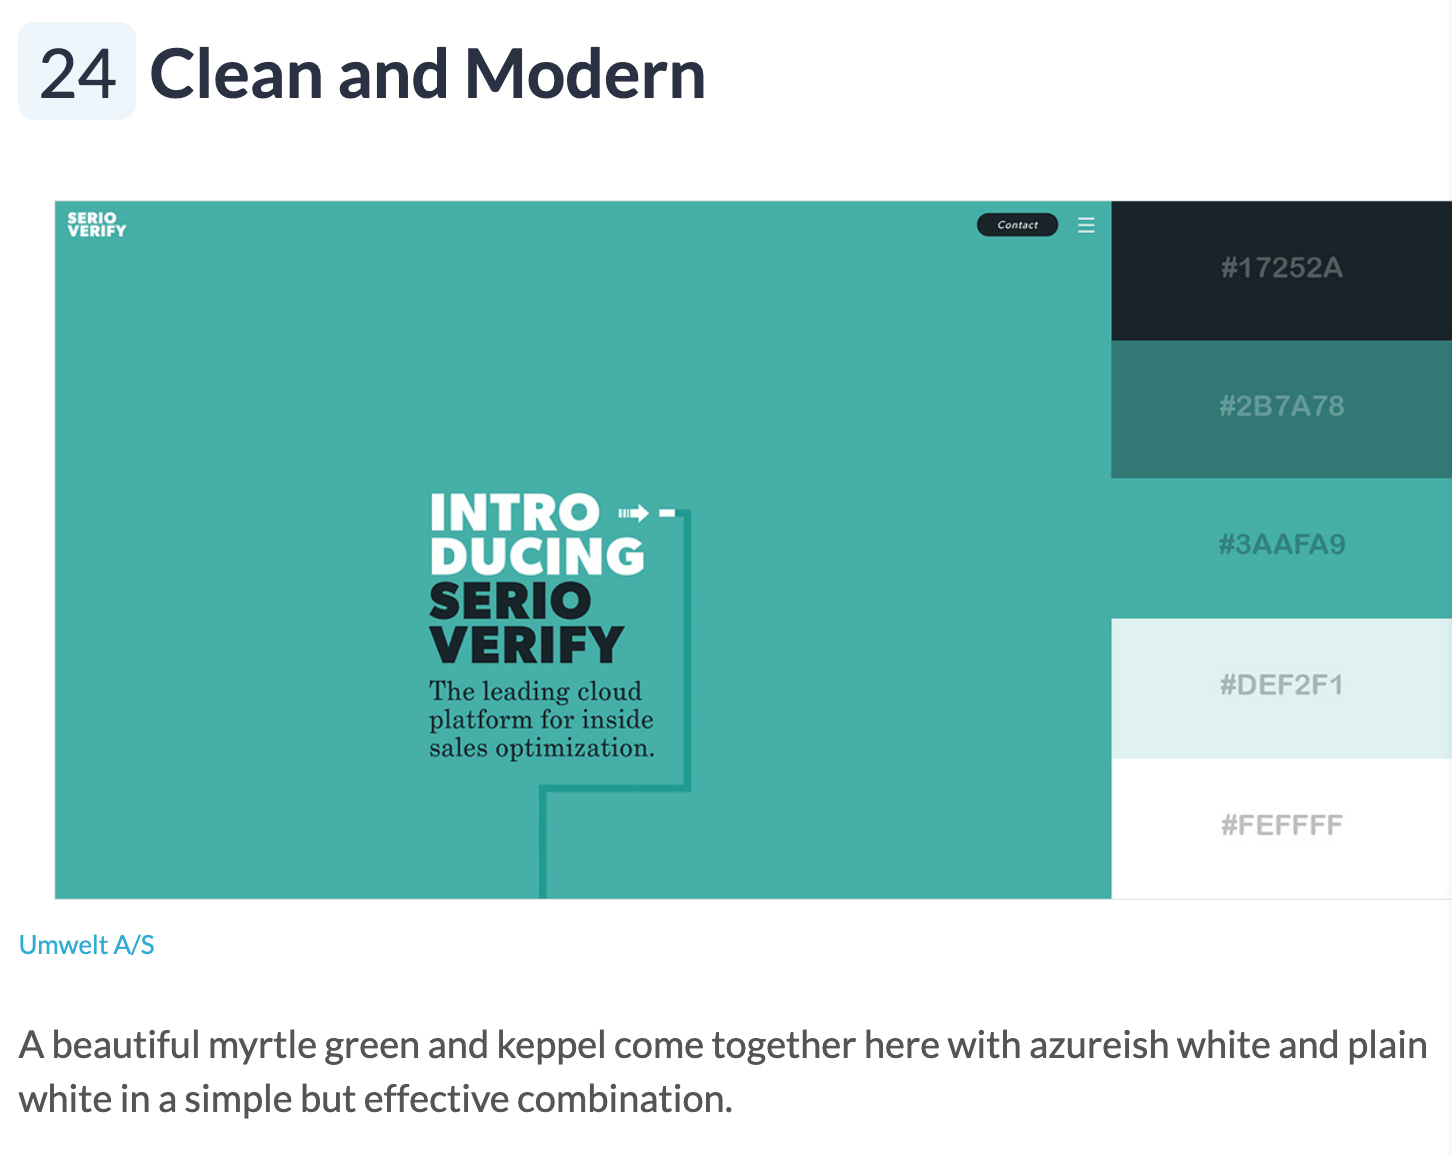 24 Clean and Modern
SERIO
VERIFY
Contact
INTRO
DUCING
SERIO
VERIFY
The leading cloud
platform for inside
sales optimization.
#17252A
#2B7A78
#3AAFA9
#DEF2F1
#FEFFFF
Umwelt A/S
A beautiful myrtle green and keppel come together here with azureish white and plain
white in a simple but effective combination.